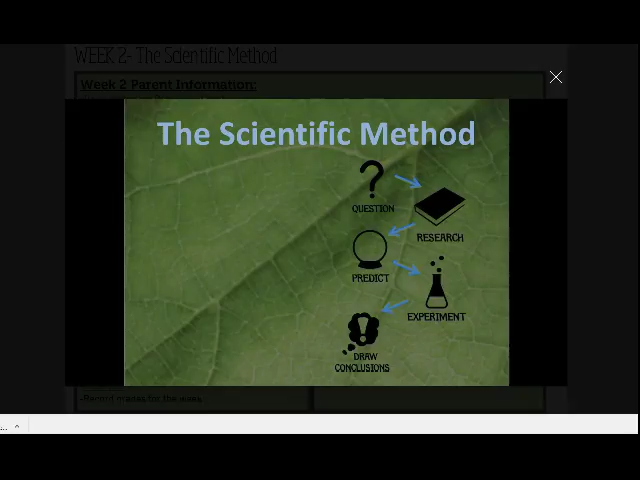 WEEK 2- The Scientific Method
Week 2 Parent Information:
The Scientific Method
QUESTION
RESEARCH
PREDICT
EXPERIMENT
DRAW
CONCLUSIONS
-Record grades for the week